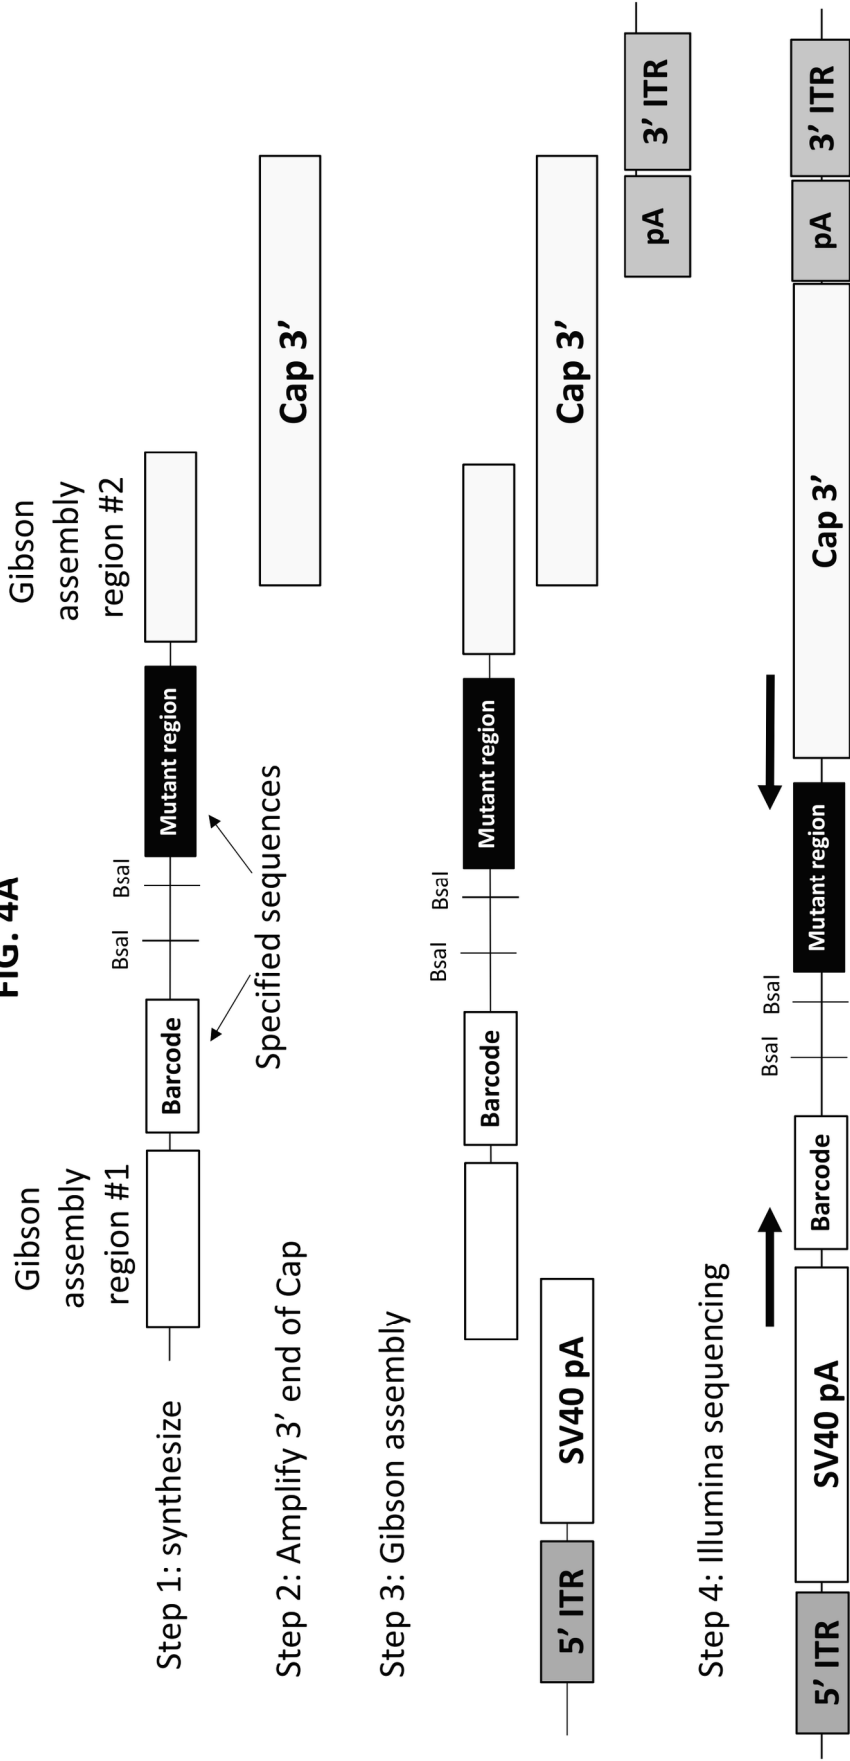 FIG. 4A
Gibson
assembly
region #1
Gibson
assembly
region #2
Step 1: synthesize
Barcode
BsaI
BsaI
Mutant region
Specified sequences
Step 2: Amplify 3’ end of Cap
Cap 3’
Step 3: Gibson assembly
Barcode
BsaI
BsaI
Mutant region
5’ ITR
SV40 pA
Cap 3’
pA
3’ ITR
Step 4: Illumina sequencing
5’ ITR
SV40 pA
Barcode
BsaI
BsaI
Mutant region
Cap 3’
pA
3’ ITR